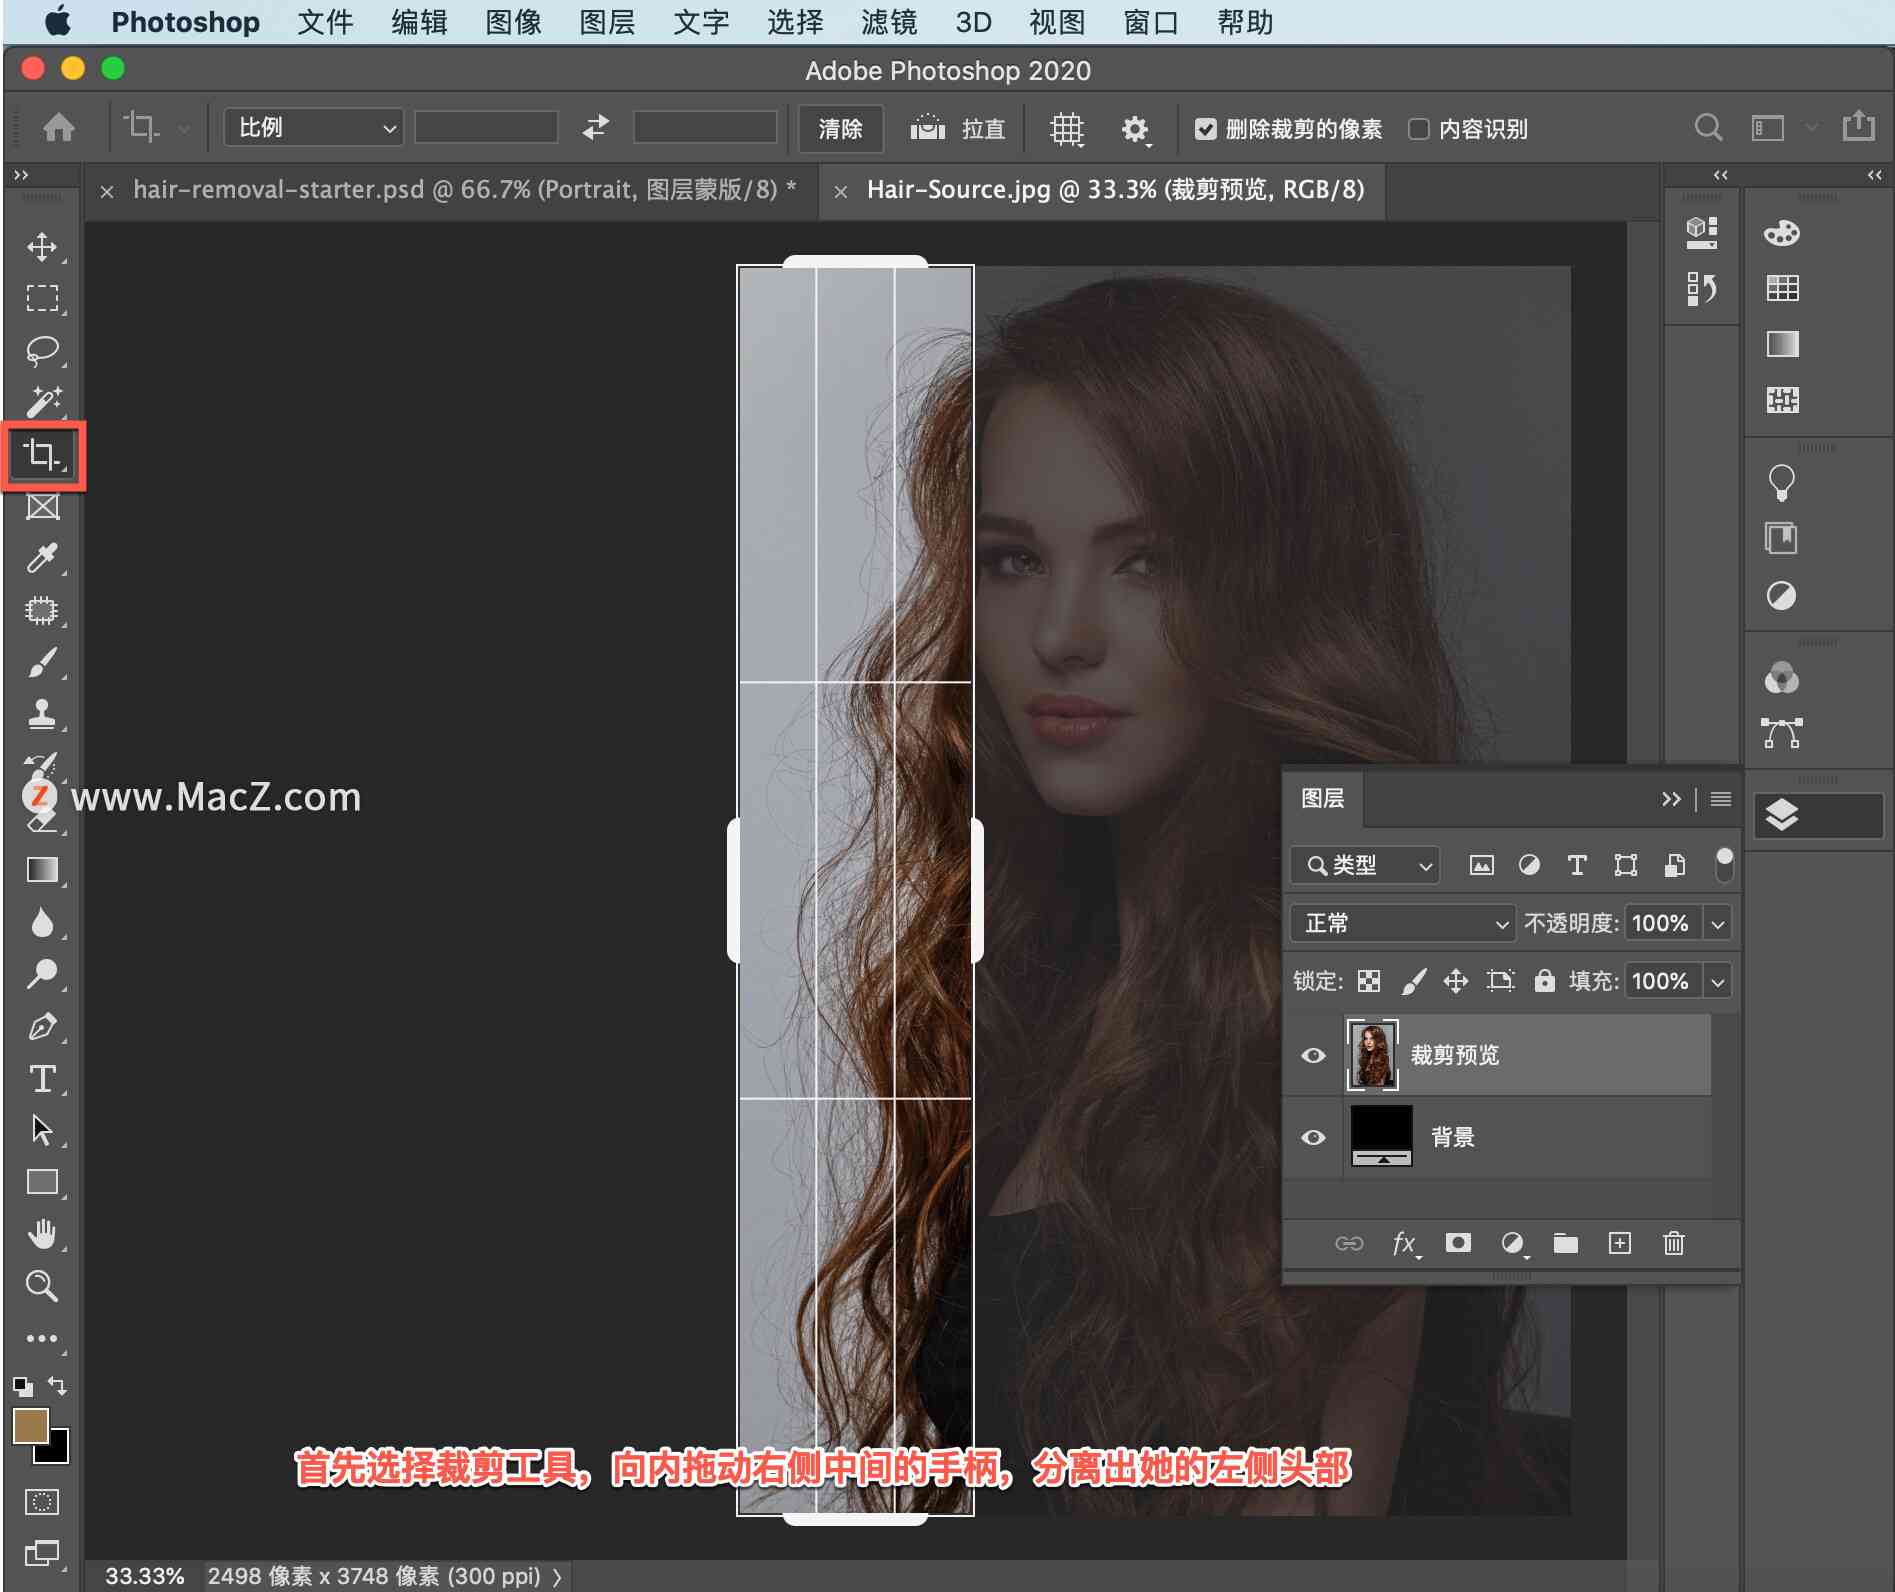 Photoshop 文件 编辑 图像 图层 文字 选择 滤镜 3D 视图 窗口 帮助
Adobe Photoshop 2020
比例 清除 拉直 删除裁剪的像素 内容识别
hair-removal-starter.psd @ 66.7% (Portrait, 图层蒙版/8) *
Hair-Source.jpg @ 33.3% (裁剪预览, RGB/8)
Z www.MacZ.com
图层
类型
正常 不透明度: 100%
锁定: 填充: 100%
裁剪预览
背景
fx
首先选择裁剪工具，向内拖动右侧中间的手柄，分离出她的左侧头部
33.33% 2498 像素 x 3748 像素 (300 ppi)